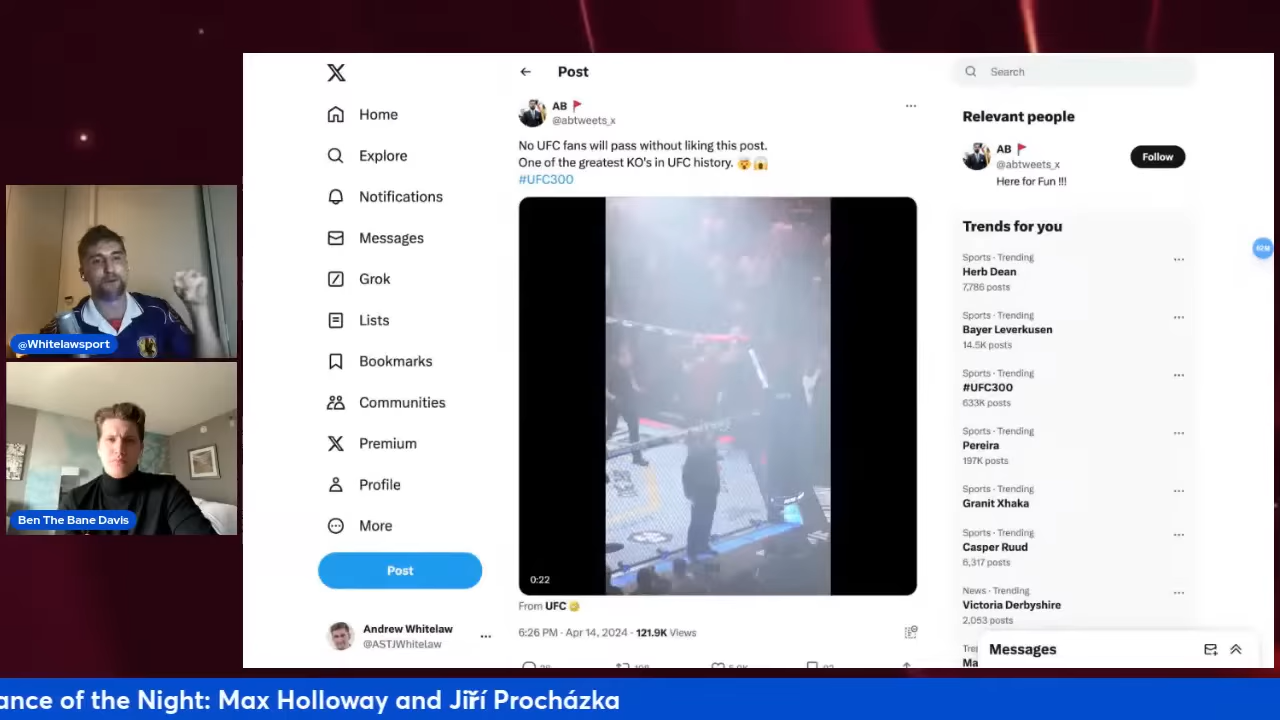 Home
Explore
Notifications
Messages
Grok
Lists
Bookmarks
Communities
Premium
Profile
More
Post
Andrew Whitelaw
@ASTJWhitelaw
Post
AB
@abtweets_x
No UFC fans will pass without liking this post.
One of the greatest KO's in UFC history.
#UFC300
0:22
From UFC
6:26 PM · Apr 14, 2024 · 121.9K Views
Search
Relevant people
AB
@abtweets_x
Follow
Here for Fun !!!
Trends for you
Sports · Trending
Herb Dean
7,786 posts
Sports · Trending
Bayer Leverkusen
14.5K posts
Sports · Trending
#UFC300
633K posts
Sports · Trending
Pereira
197K posts
Sports · Trending
Granit Xhaka
Sports · Trending
Casper Ruud
6,317 posts
News · Trending
Victoria Derbyshire
2,053 posts
Messages
@Whitelawsport
Ben The Bane Davis
ance of the Night: Max Holloway and Jiří Procházka